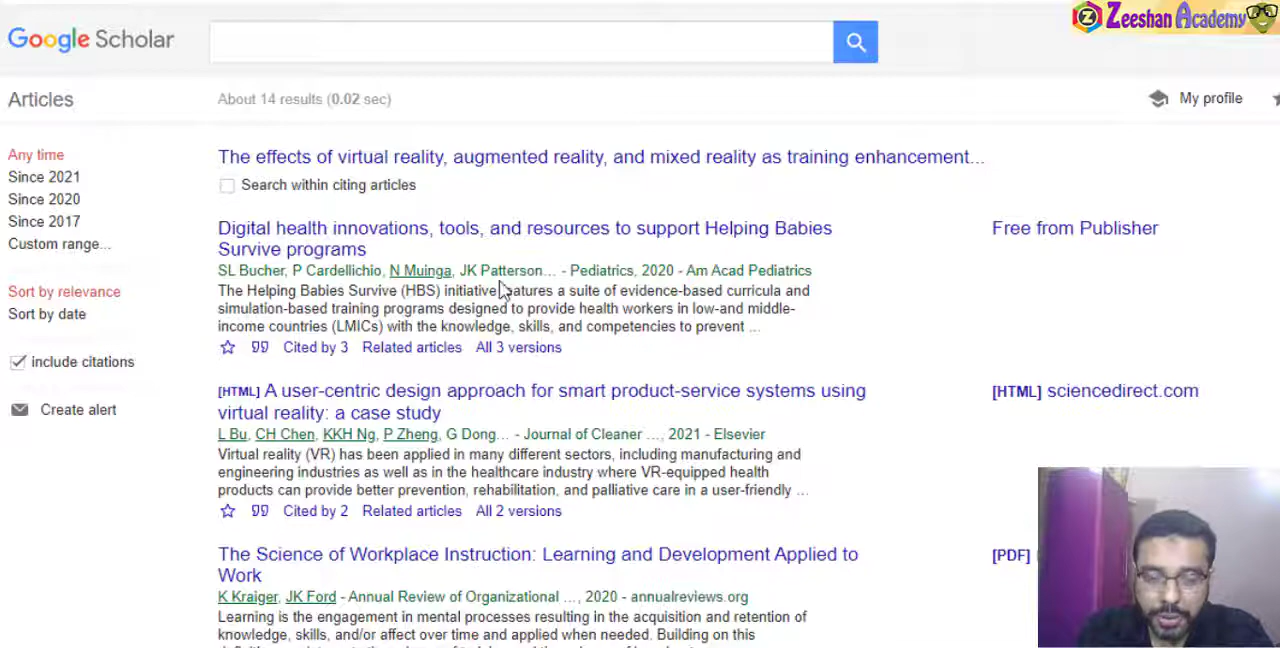 Zeeshan Academy
Google Scholar
Articles
About 14 results (0.02 sec)
My profile
Any time
Since 2021
Since 2020
Since 2017
Custom range...
Sort by relevance
Sort by date
include citations
Create alert
The effects of virtual reality, augmented reality, and mixed reality as training enhancement...
Search within citing articles
Digital health innovations, tools, and resources to support Helping Babies
Survive programs
Free from Publisher
SL Bucher, P Cardellichio, N Muinga, JK Patterson... - Pediatrics, 2020 - Am Acad Pediatrics
The Helping Babies Survive (HBS) initiative features a suite of evidence-based curricula and
simulation-based training programs designed to provide health workers in low-and middle-
income countries (LMICs) with the knowledge, skills, and competencies to prevent ...
Cited by 3 Related articles All 3 versions
[HTML] A user-centric design approach for smart product-service systems using
virtual reality: a case study
[HTML] sciencedirect.com
L Bu, CH Chen, KKH Ng, P Zheng, G Dong... - Journal of Cleaner ..., 2021 - Elsevier
Virtual reality (VR) has been applied in many different sectors, including manufacturing and
engineering industries as well as in the healthcare industry where VR-equipped health
products can provide better prevention, rehabilitation, and palliative care in a user-friendly ...
Cited by 2 Related articles All 2 versions
The Science of Workplace Instruction: Learning and Development Applied to
Work
[PDF]
K Kraiger, JK Ford - Annual Review of Organizational ..., 2020 - annualreviews.org
Learning is the engagement in mental processes resulting in the acquisition and retention of
knowledge, skills, and/or affect over time and applied when needed. Building on this